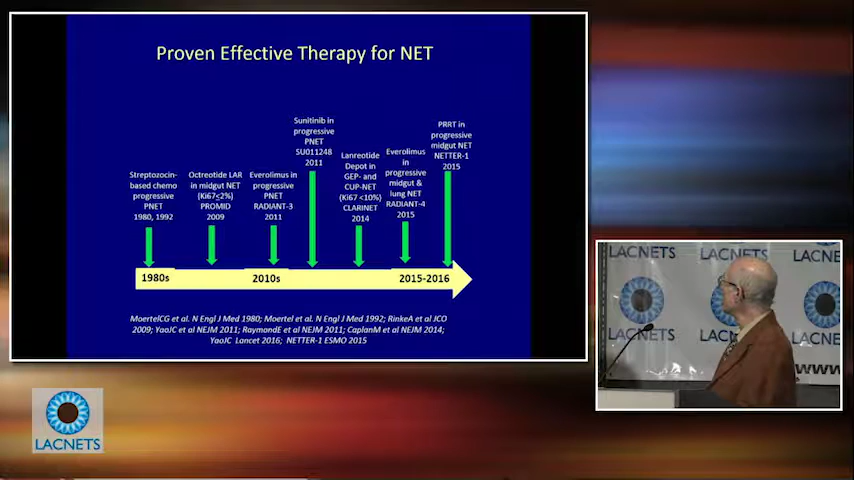 Proven Effective Therapy for NET
Streptozocin-
based chemo
progressive
PNET
1980, 1992
Octreotide LAR
in midgut NET
(Ki67≤2%)
PROMID
2009
Everolimus in
progressive
PNET
RADIANT-3
2011
Sunitinib in
progressive
PNET
SU011248
2011
Lanreotide
Depot in
GEP- and
CUP-NET
(Ki67 <10%)
CLARINET
2014
Everolimus
in
progressive
midgut &
lung NET
RADIANT-4
2015
PRRT in
progressive
midgut NET
NETTER-1
2015
1980s
2010s
2015-2016
MoertelCG et al. N Engl J Med 1980; Moertel et al. N Engl J Med 1992; RinkeA et al JCO
2009; YaoJC et al NEJM 2011; RaymondE et al NEJM 2011; CaplanM et al NEJM 2014;
YaoJC Lancet 2016; NETTER-1 ESMO 2015
LACNETS
LACNETS
LACNETS
LACNE
LACNETS
LAC
LACNE
www